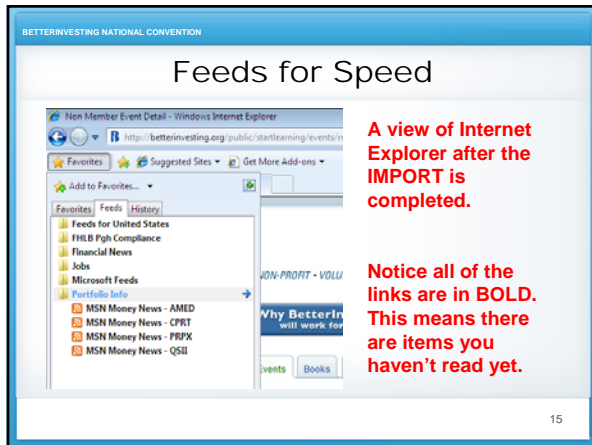 BETTERINVESTING NATIONAL CONVENTION
Feeds for Speed
Non Member Event Detail - Windows Internet Explorer
http://betterinvesting.org/public/startlearning/events/
Favorites
Suggested Sites
Get More Add-ons
Add to Favorites...
Favorites Feeds History
Feeds for United States
FHLB Pgh Compliance
Financial News
Jobs
Microsoft Feeds
Portfolio Info
MSN Money News - AMED
MSN Money News - CPRT
MSN Money News - PRPX
MSN Money News - QSII
NON-PROFIT • VOLU
Why BetterIn
will work for
Events Books
A view of Internet
Explorer after the
IMPORT is
completed.
Notice all of the
links are in BOLD.
This means there
are items you
haven't read yet.
15